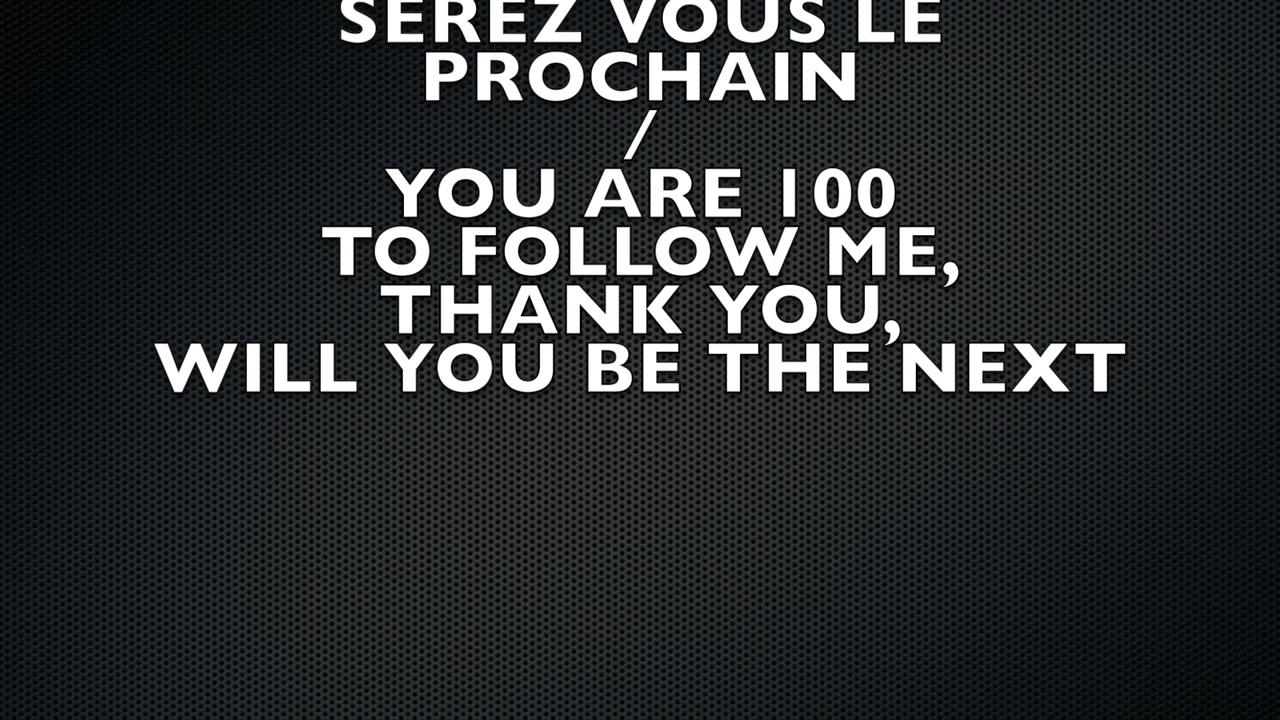 SEREZ VOUS LE
PROCHAIN
/
YOU ARE 100
TO FOLLOW ME,
THANK YOU,
WILL YOU BE THE NEXT